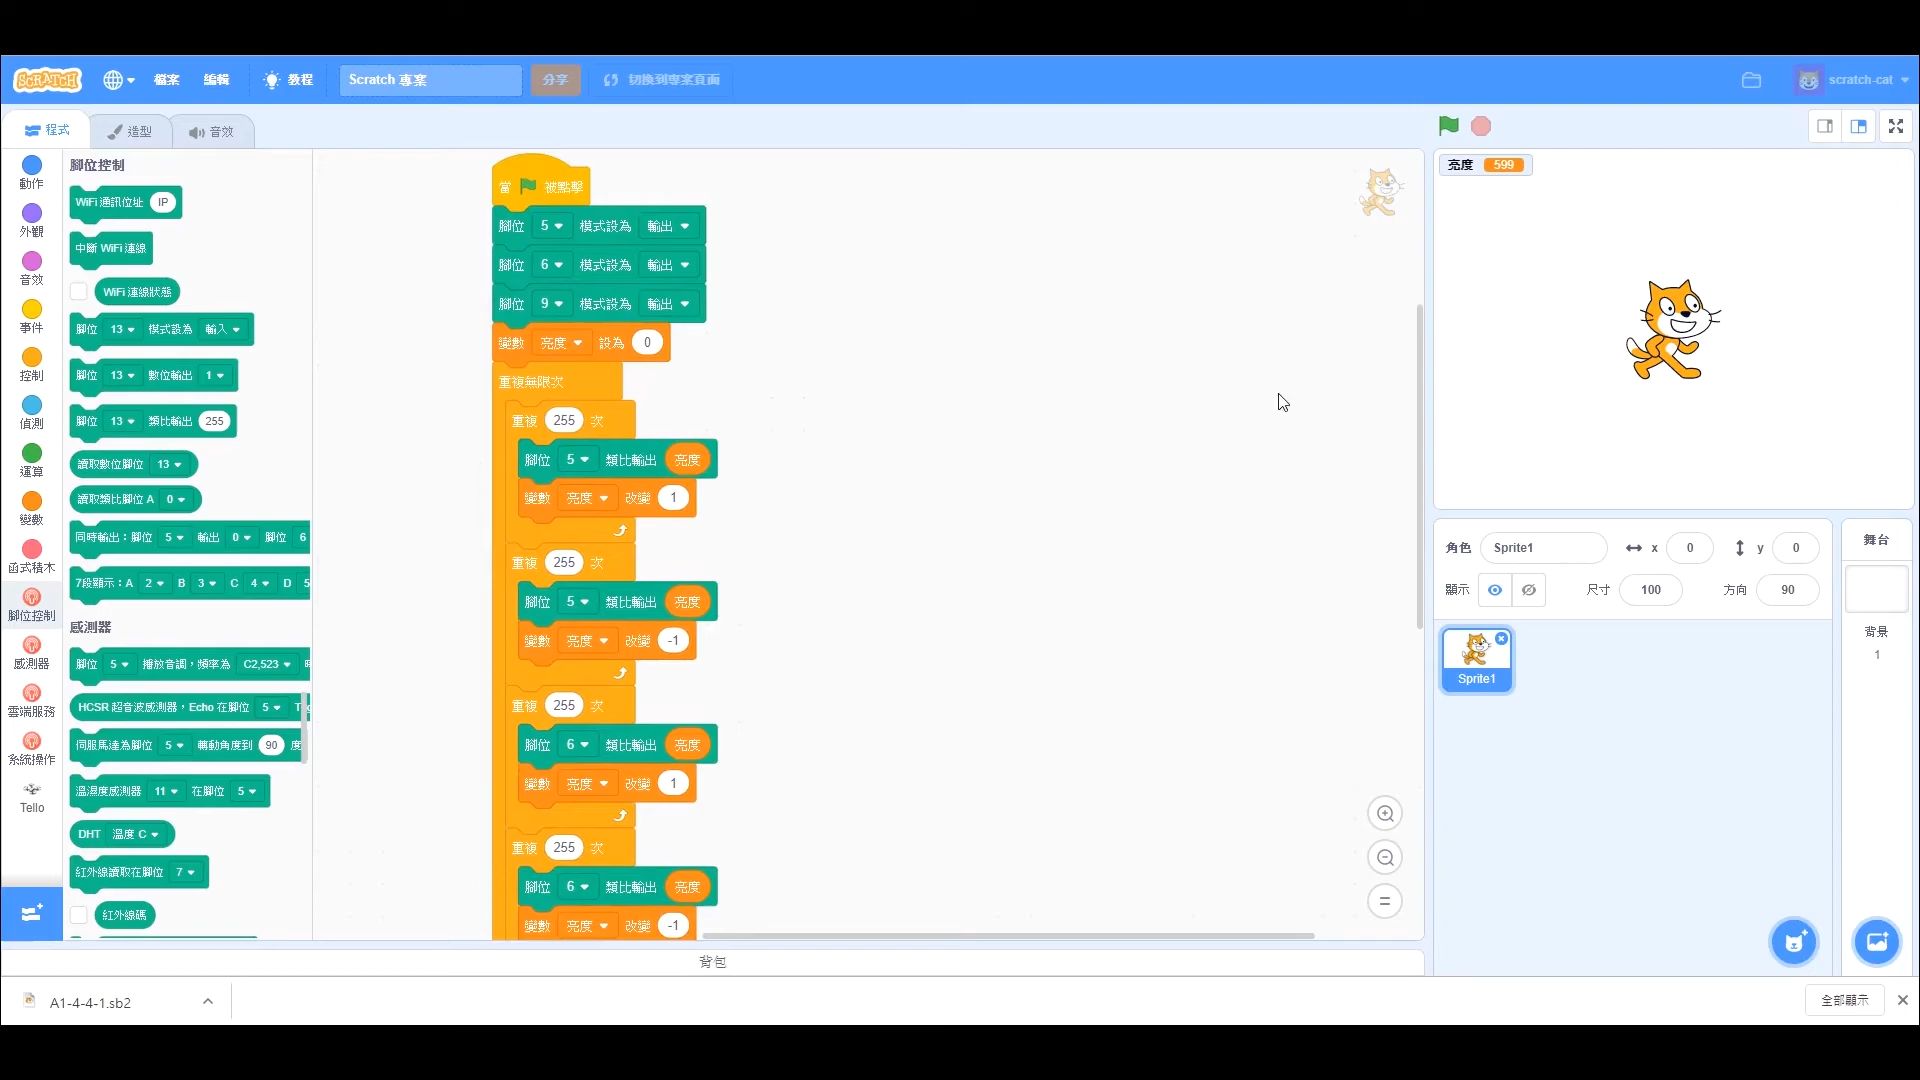 SCRATCH
檔案
編輯
教程
Scratch 專案
分享
切換到專案頁面
scratch-cat
程式
造型
音效
動作
外觀
音效
事件
控制
偵測
運算
變數
函式積木
腳位控制
感測器
雲端服務
系統操作
Tello
腳位控制
WiFi 通訊位址 IP
中斷 WiFi 連線
WiFi 連線狀態
腳位 13 模式設為 輸入
腳位 13 數位輸出 1
腳位 13 類比輸出 255
讀取數位腳位 13
讀取類比腳位 A 0
同時輸出：腳位 5 輸出 0 腳位 6
7段顯示：A 2 B 3 C 4 D 5
感測器
腳位 5 播放音調，頻率為 C2,523
HCSR 超音波感測器，Echo 在腳位 5
伺服馬達為腳位 5 轉動角度到 90 度
溫濕度感測器 11 在腳位 5
DHT 溫度 C
紅外線讀取在腳位 7
紅外線碼
當 被點擊
腳位 5 模式設為 輸出
腳位 6 模式設為 輸出
腳位 9 模式設為 輸出
變數 亮度 設為 0
重複無限次
重複 255 次
腳位 5 類比輸出 亮度
變數 亮度 改變 1
重複 255 次
腳位 5 類比輸出 亮度
變數 亮度 改變 -1
重複 255 次
腳位 6 類比輸出 亮度
變數 亮度 改變 1
重複 255 次
腳位 6 類比輸出 亮度
變數 亮度 改變 -1
背包
亮度 599
角色 Sprite1 x 0 y 0
顯示 尺寸 100 方向 90
Sprite1
舞台
背景
1
A1-4-4-1.sb2
全部顯示